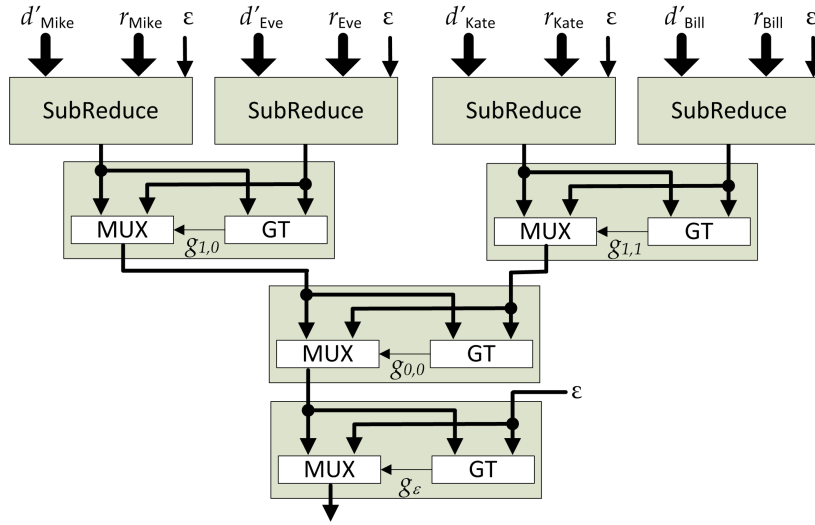 d′Mike rMike ε d′Eve rEve ε d′Kate rKate ε d′Bill rBill ε
SubReduce SubReduce SubReduce SubReduce
MUX GT MUX GT
g1,0 g1,1
MUX GT
g0,0
ε
MUX GT
gε